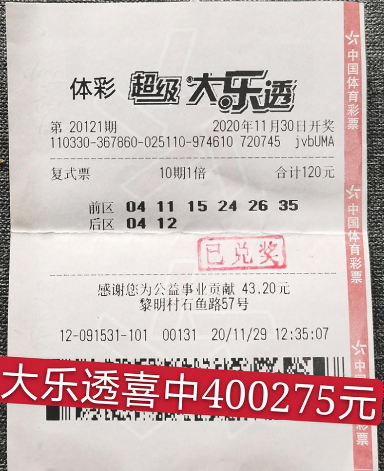 体彩 超级大乐透
第 20121期 2020年11月30日开奖
110330-367860-025110-974610 720745 jvbUMA
复式票 10期1倍 合计120元
前区 04 11 15 24 26 35
后区 04 12
已兑奖
感谢您为公益事业贡献 43.20元
黎明村石鱼路57号
12-091531-101 00131 20/11/29 12:35:07
大乐透喜中400275元
中国体育彩票
中国体育彩票
中国体育彩票